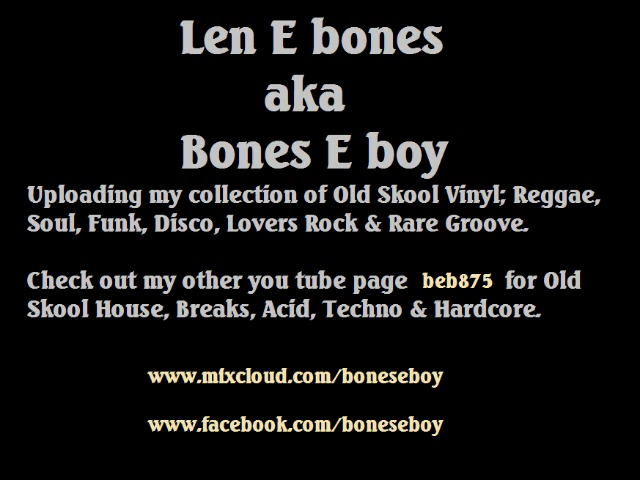 Len E bones
aka
Bones E boy
Uploading my collection of Old Skool Vinyl; Reggae,
Soul, Funk, Disco, Lovers Rock & Rare Groove.
Check out my other you tube page beb875 for Old
Skool House, Breaks, Acid, Techno & Hardcore.
www.mixcloud.com/boneseboy
www.facebook.com/boneseboy